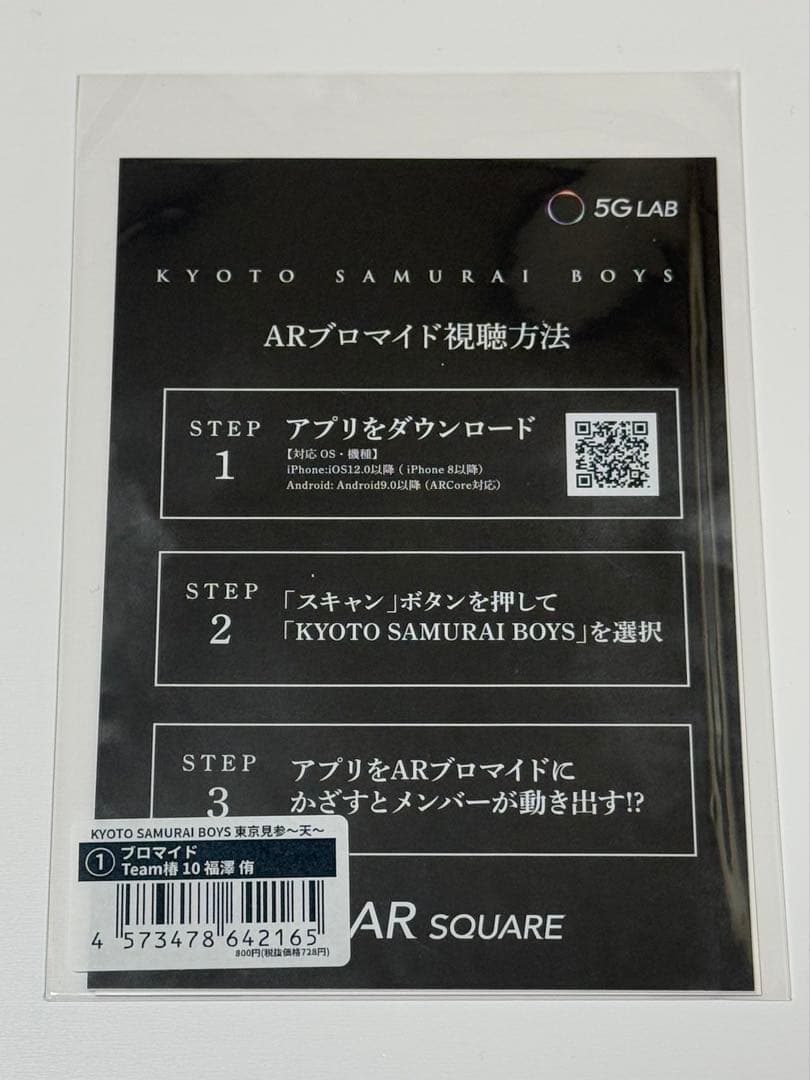 5G LAB
KYOTO SAMURAI BOYS
ARブロマイド視聴方法
STEP
1
アプリをダウンロード
【対応 OS・機種】
iPhone:iOS12.0以降 ( iPhone 8以降)
Android: Android9.0以降 (ARCore対応)
STEP
2
「スキャン」ボタンを押して
「KYOTO SAMURAI BOYS」を選択
STEP
3
アプリをARブロマイドに
かざすとメンバーが動き出す!?
KYOTO SAMURAI BOYS 東京見参～天～
① ブロマイド
Team椿 10 福澤 侑
4 573478 642165
800円(税抜価格728円)
AR SQUARE